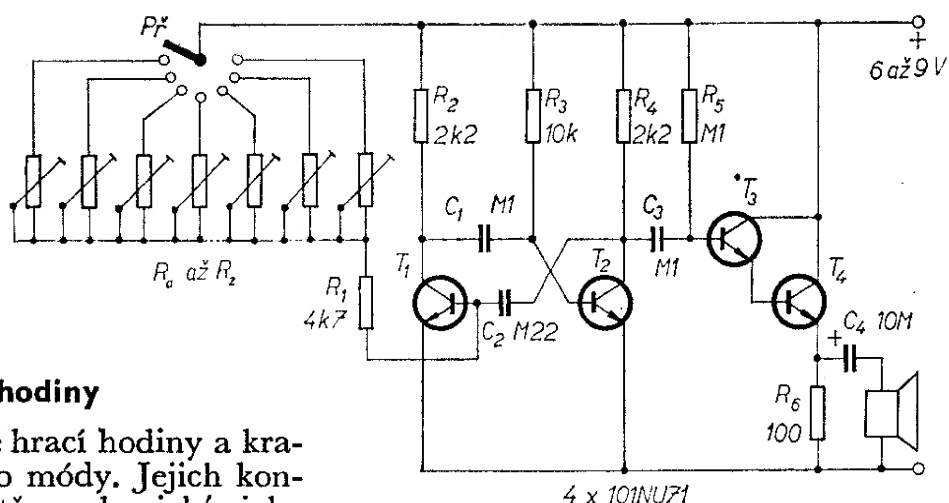 Př
+
6 až 9 V
R2
2k2
R3
10k
R4
2k2
R5
M1
T3
C1 M1
C3
M1
T1
T2
T4
Ra až Rz
R1
4k7
C2 M22
+ C4 10M
R6
100
4 x 101NU71
hodiny
hrací hodiny a kra-
o módy. Jejich kon-